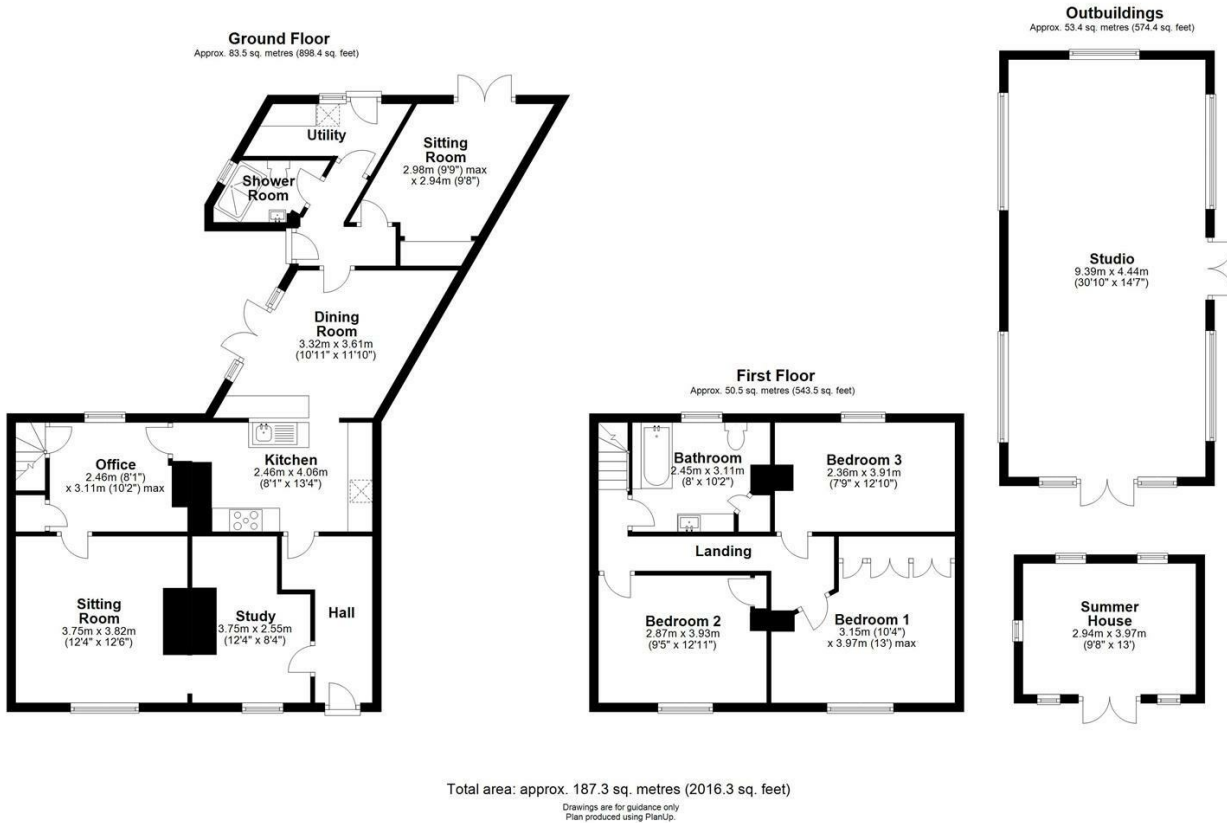 Ground Floor
Approx. 83.5 sq. metres (898.4 sq. feet)
Utility
Sitting
Room
2.98m (9'9") max
x 2.94m (9'8")
Shower
Room
Dining
Room
3.32m x 3.61m
(10'11" x 11'10")
Office
2.46m (8'1")
x 3.11m (10'2") max
Kitchen
2.46m x 4.06m
(8'1" x 13'4")
Sitting
Room
3.75m x 3.82m
(12'4" x 12'6")
Study
3.75m x 2.55m
(12'4" x 8'4")
Hall
First Floor
Approx. 50.5 sq. metres (543.5 sq. feet)
Bathroom
2.45m x 3.11m
(8' x 10'2")
Bedroom 3
2.36m x 3.91m
(7'9" x 12'10")
Landing
Bedroom 2
2.87m x 3.93m
(9'5" x 12'11")
Bedroom 1
3.15m (10'4")
x 3.97m (13') max
Outbuildings
Approx. 53.4 sq. metres (574.4 sq. feet)
Studio
9.39m x 4.44m
(30'10" x 14'7")
Summer
House
2.94m x 3.97m
(9'8" x 13')
Total area: approx. 187.3 sq. metres (2016.3 sq. feet)
Drawings are for guidance only
Plan produced using PlanUp.